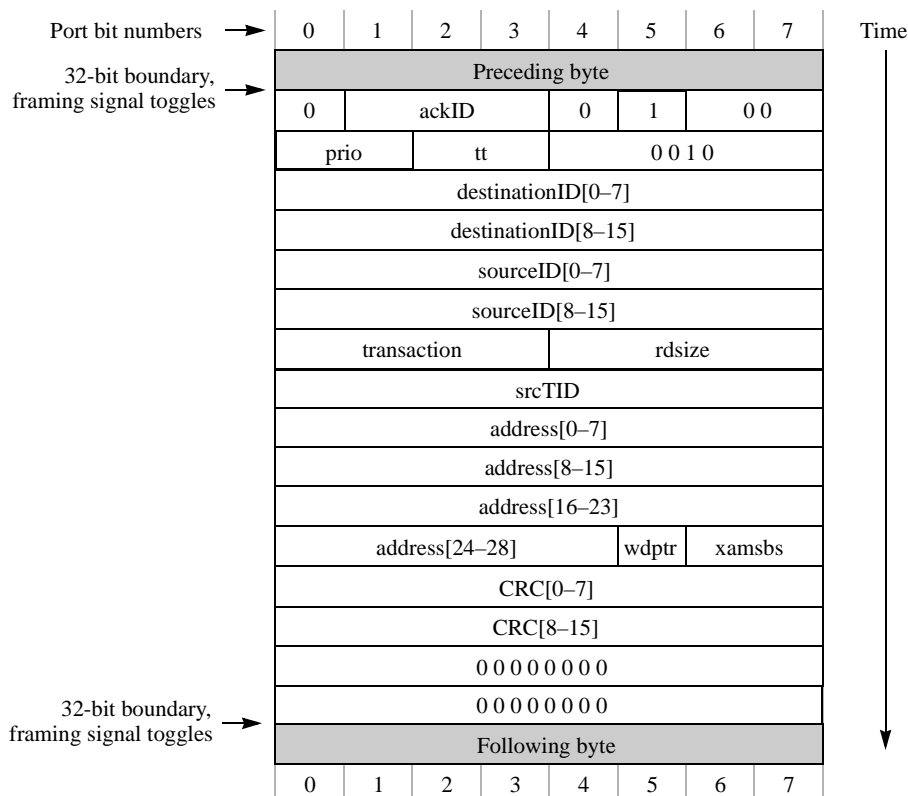 Port bit numbers 0 1 2 3 4 5 6 7 Time
Preceding byte
32-bit boundary,
framing signal toggles
0 ackID 0 1 0 0
prio tt 0 0 1 0
destinationID[0–7]
destinationID[8–15]
sourceID[0–7]
sourceID[8–15]
transaction rdsize
srcTID
address[0–7]
address[8–15]
address[16–23]
address[24–28] wdptr xamsbs
CRC[0–7]
CRC[8–15]
0 0 0 0 0 0 0 0
0 0 0 0 0 0 0 0
32-bit boundary,
framing signal toggles
Following byte
0 1 2 3 4 5 6 7